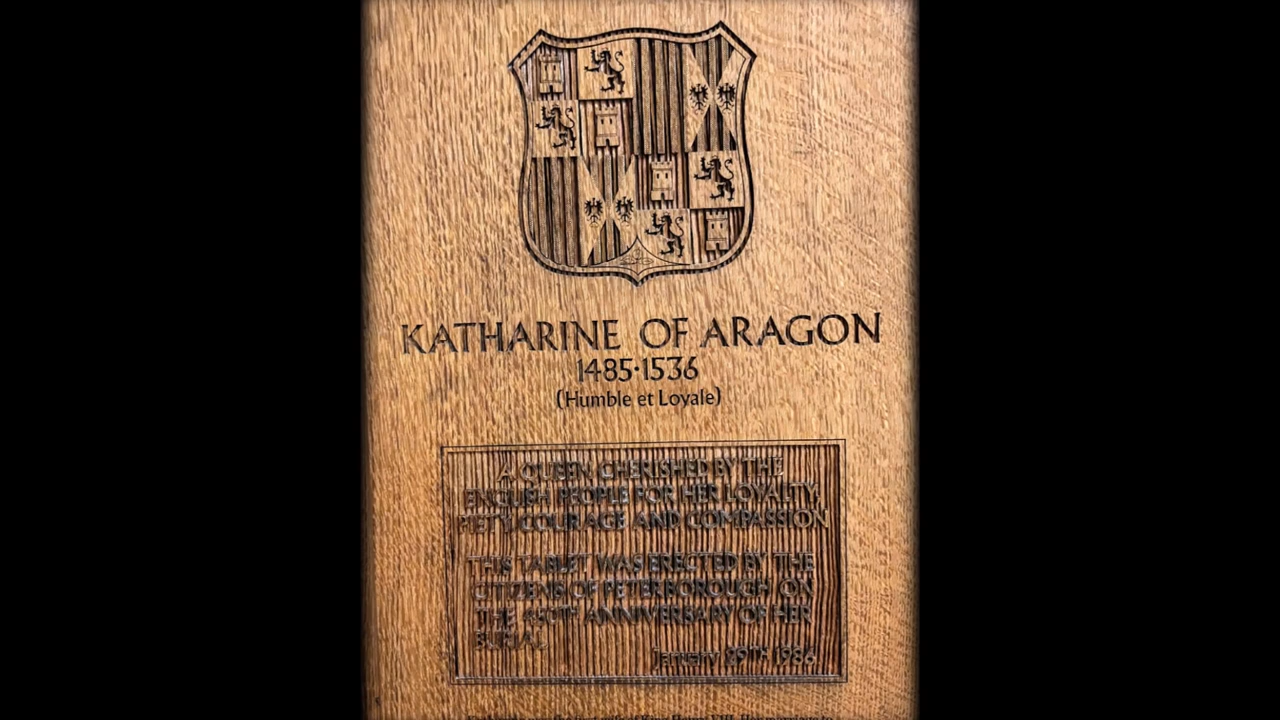 KATHARINE OF ARAGON
1485·1536
(Humble et Loyale)
A QUEEN CHERISHED BY THE
ENGLISH PEOPLE FOR HER LOYALTY,
PIETY, COURAGE AND COMPASSION
THIS TABLET WAS ERECTED BY THE
CITIZENS OF PETERBOROUGH ON
THE 450TH ANNIVERSARY OF HER
BURIAL.
January 29TH 1986